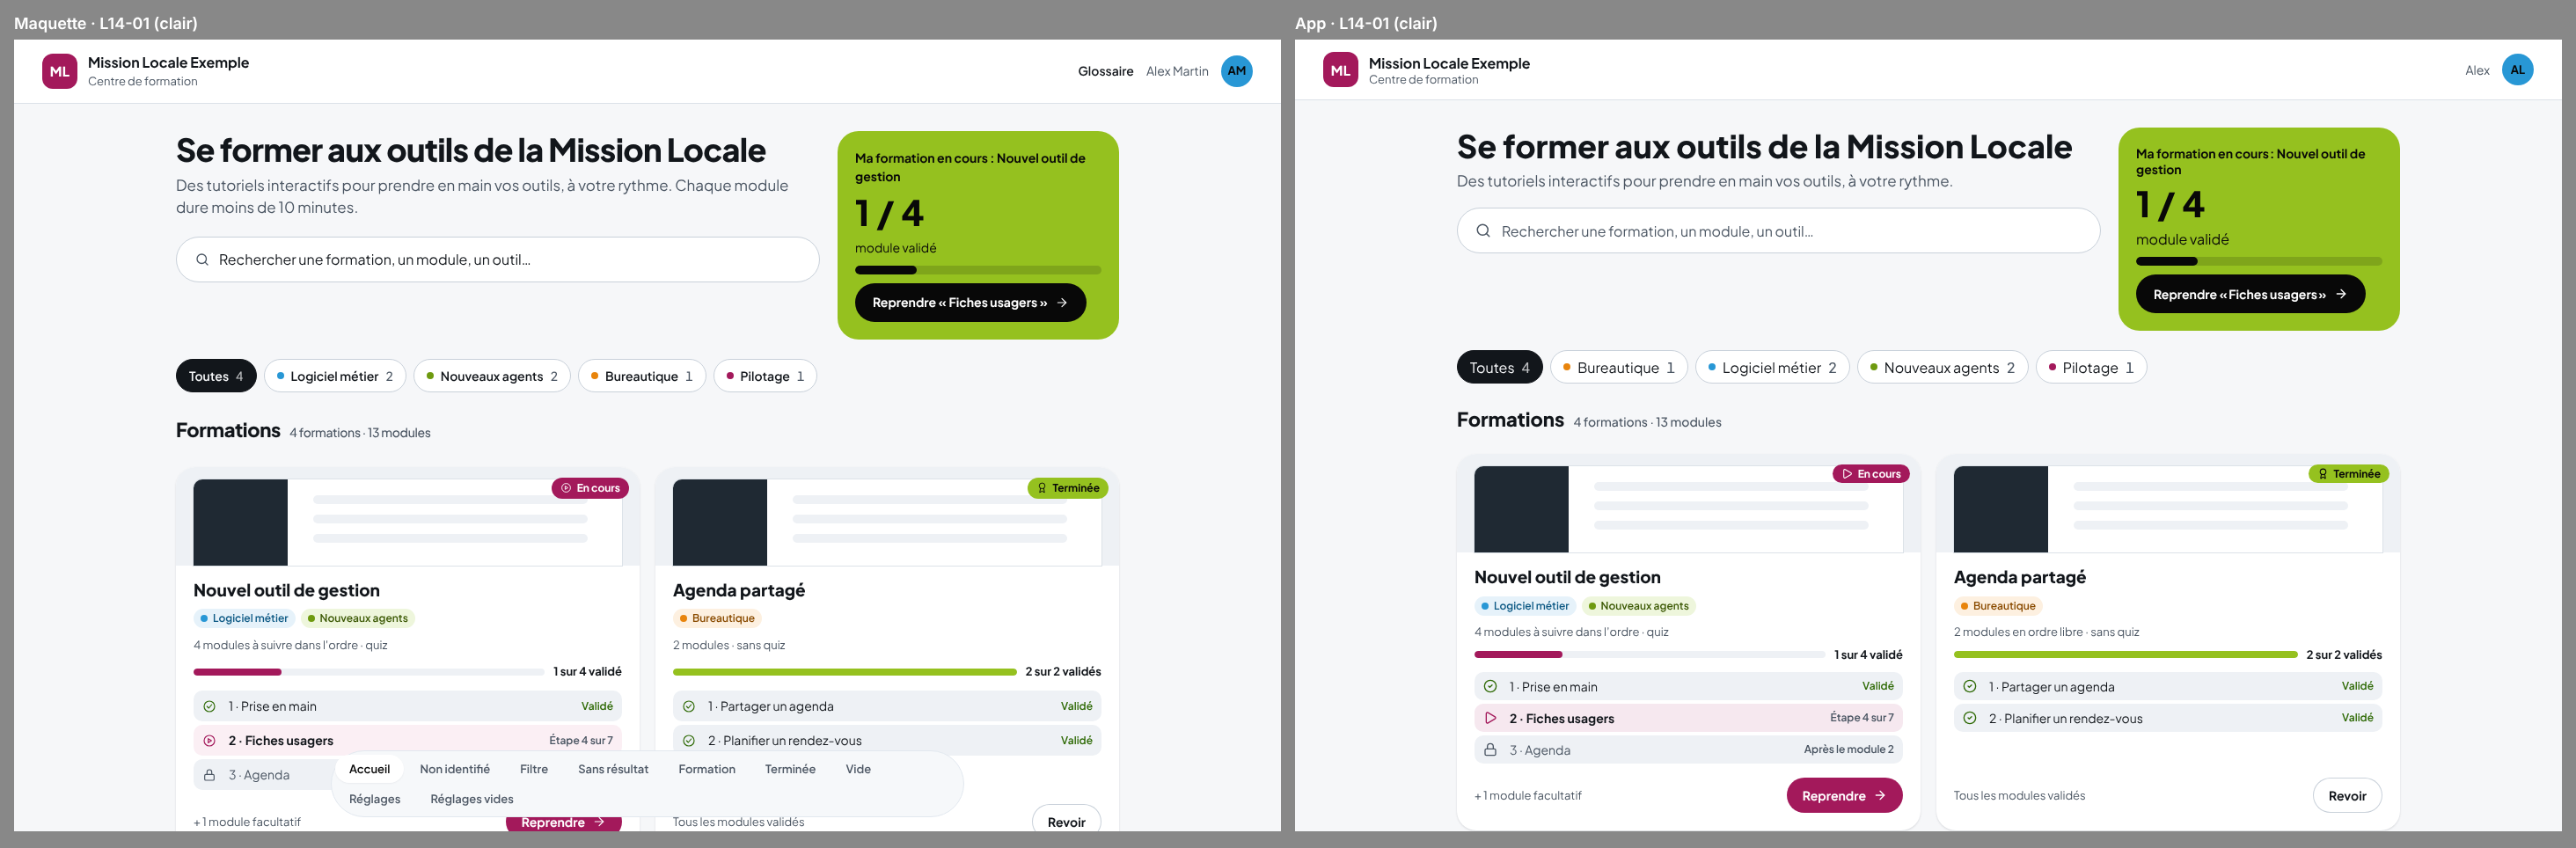 Maquette · L14-01 (clair)
ML
Mission Locale Exemple
Centre de formation
Glossaire
Alex Martin
AM
Se former aux outils de la Mission Locale
Des tutoriels interactifs pour prendre en main vos outils, à votre rythme. Chaque module
dure moins de 10 minutes.
Rechercher une formation, un module, un outil…
Ma formation en cours : Nouvel outil de
gestion
1 / 4
module validé
Reprendre « Fiches usagers »
Toutes 4
Logiciel métier 2
Nouveaux agents 2
Bureautique 1
Pilotage 1
Formations
4 formations · 13 modules
En cours
Nouvel outil de gestion
Logiciel métier
Nouveaux agents
4 modules à suivre dans l'ordre · quiz
1 sur 4 validé
1 · Prise en main
Validé
2 · Fiches usagers
Étape 4 sur 7
3 · Agenda
+ 1 module facultatif
Reprendre
Terminée
Agenda partagé
Bureautique
2 modules · sans quiz
2 sur 2 validés
1 · Partager un agenda
Validé
2 · Planifier un rendez-vous
Validé
Tous les modules validés
Revoir
Accueil
Non identifié
Filtre
Sans résultat
Formation
Terminée
Vide
Réglages
Réglages vides
App · L14-01 (clair)
ML
Mission Locale Exemple
Centre de formation
Alex
AL
Se former aux outils de la Mission Locale
Des tutoriels interactifs pour prendre en main vos outils, à votre rythme.
Rechercher une formation, un module, un outil…
Ma formation en cours : Nouvel outil de
gestion
1 / 4
module validé
Reprendre « Fiches usagers »
Toutes 4
Bureautique 1
Logiciel métier 2
Nouveaux agents 2
Pilotage 1
Formations
4 formations · 13 modules
En cours
Nouvel outil de gestion
Logiciel métier
Nouveaux agents
4 modules à suivre dans l'ordre · quiz
1 sur 4 validé
1 · Prise en main
Validé
2 · Fiches usagers
Étape 4 sur 7
3 · Agenda
Après le module 2
+ 1 module facultatif
Reprendre
Terminée
Agenda partagé
Bureautique
2 modules en ordre libre · sans quiz
2 sur 2 validés
1 · Partager un agenda
Validé
2 · Planifier un rendez-vous
Validé
Tous les modules validés
Revoir